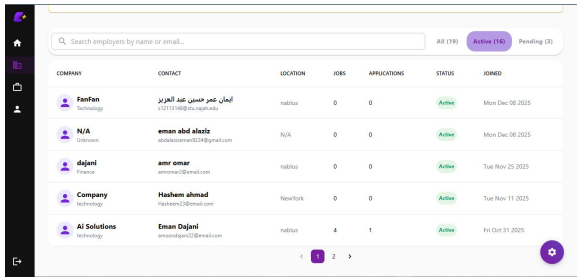 Search employers by name or email...
All (19) Active (16) Pending (3)
COMPANY CONTACT LOCATION JOBS APPLICATIONS STATUS JOINED
FanFan ايمان عمر حسين عبد العزيز nablus 0 0 Active Mon Dec 08 2025
Technology s12113148@stu.najah.edu
N/A eman abd alaziz N/A 0 0 Active Mon Dec 08 2025
Unknown abdalazizeman9224@gmail.com
dajani amr omar nablus 0 0 Active Tue Nov 25 2025
Finance amromar2@email.com
Company Hashem ahmad NewYork 0 0 Active Tue Nov 11 2025
technology Hasheem23@email.com
Ai Solutions Eman Dajani nablus 4 1 Active Fri Oct 31 2025
technology amoondajani22@email.com
< 1 2 >